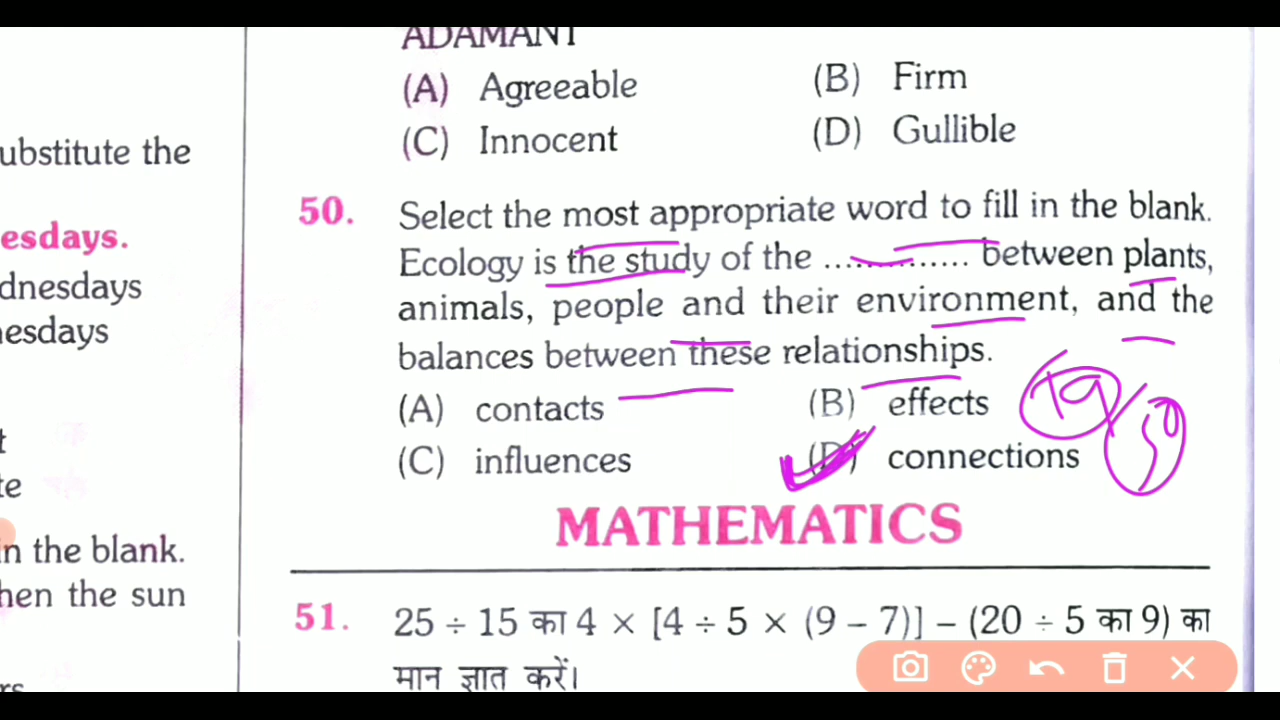 ubstitute the
esdays.
dnesdays
esdays
in the blank.
hen the sun
ADAMANT
(A) Agreeable (B) Firm
(C) Innocent (D) Gullible
50. Select the most appropriate word to fill in the blank.
Ecology is the study of the ............. between plants,
animals, people and their environment, and the
balances between these relationships.
(A) contacts (B) effects
(C) influences (D) connections
19/50
MATHEMATICS
51. 25 ÷ 15 का 4 × [4 ÷ 5 × (9 – 7)] – (20 ÷ 5 का 9) का
मान ज्ञात करें।